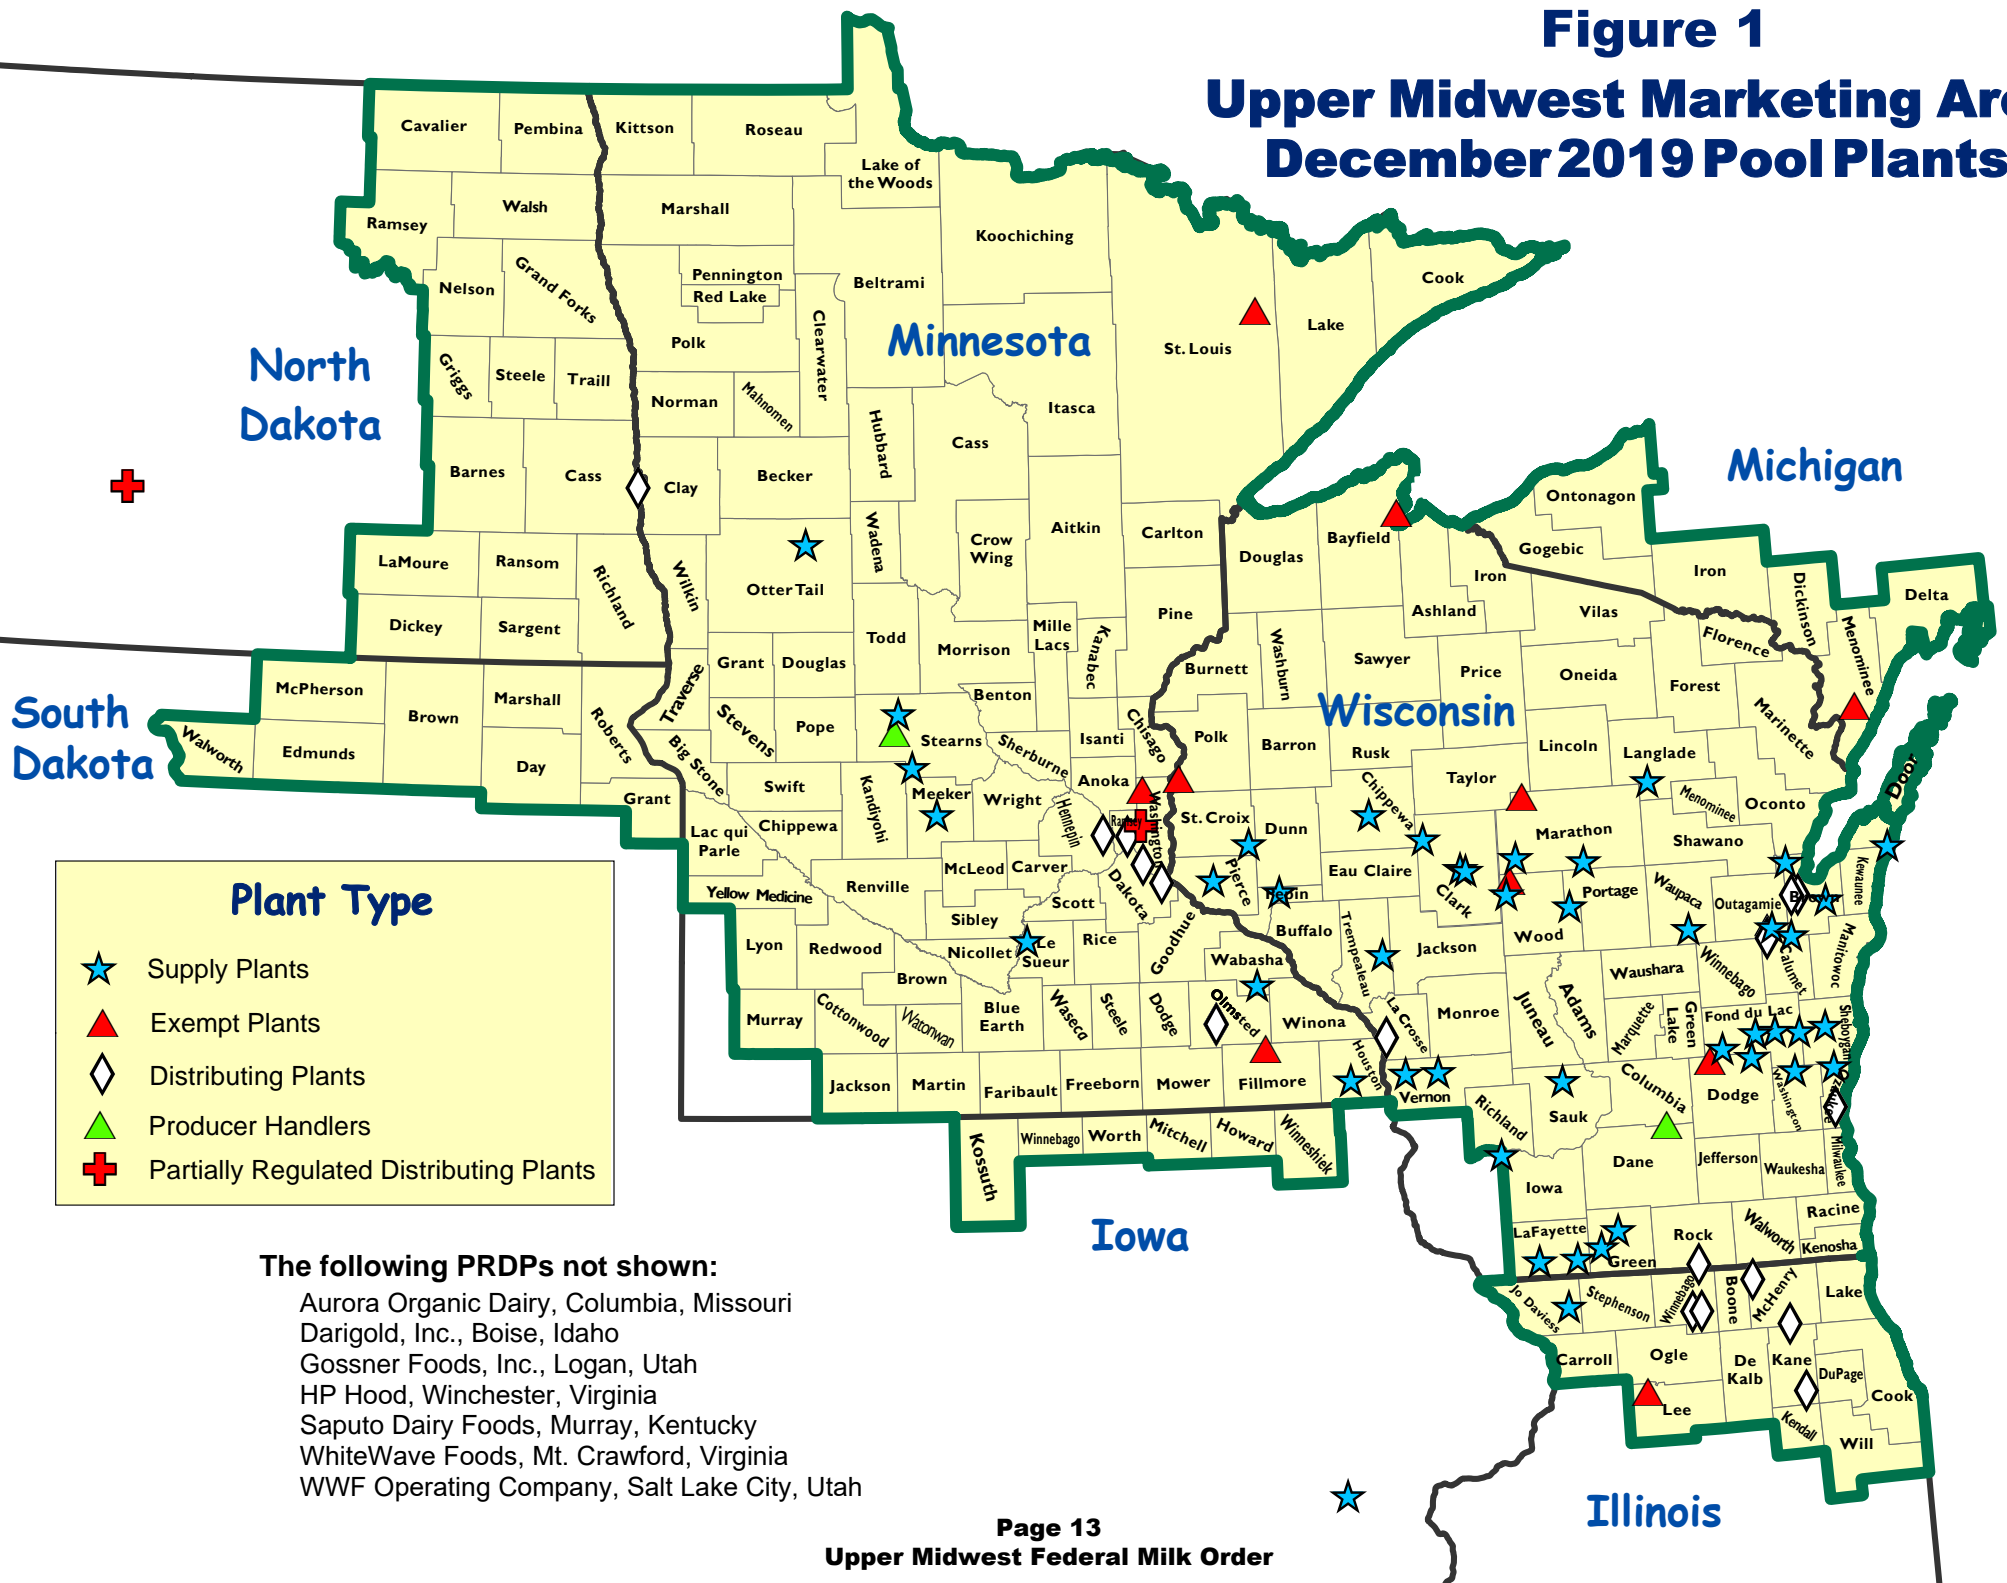 Figure 1
Upper Midwest Marketing Are
December 2019 Pool Plants
North
Dakota
South
Dakota
Minnesota
Wisconsin
Michigan
Iowa
Illinois
Cavalier
Pembina
Kittson
Roseau
Lake of
the Woods
Ramsey
Walsh
Marshall
Koochiching
Nelson
Grand Forks
Pennington
Red Lake
Beltrami
Clearwater
Cook
Lake
St. Louis
Polk
Griggs
Steele
Traill
Norman
Mahnomen
Hubbard
Cass
Itasca
Barnes
Cass
Clay
Becker
Wadena
Crow
Wing
Aitkin
Carlton
LaMoure
Ransom
Richland
Wilkin
Otter Tail
Dickey
Sargent
Todd
Morrison
Mille
Lacs
Kanabec
Pine
Grant
Douglas
McPherson
Marshall
Roberts
Traverse
Stevens
Pope
Stearns
Benton
Isanti
Chisago
Walworth
Edmunds
Brown
Day
Grant
Big Stone
Swift
Kandiyohi
Meeker
Sherburne
Wright
Anoka
Hennepin
Ramsey
Washington
Lac qui
Parle
Chippewa
Yellow Medicine
Renville
McLeod
Carver
Scott
Dakota
Sibley
Lyon
Redwood
Nicollet
Le
Sueur
Rice
Goodhue
Wabasha
Brown
Murray
Cottonwood
Watonwan
Blue
Earth
Waseca
Steele
Dodge
Olmsted
Winona
Jackson
Martin
Faribault
Freeborn
Mower
Fillmore
Houston
Kossuth
Winnebago
Worth
Mitchell
Howard
Winneshiek
Douglas
Bayfield
Ashland
Iron
Gogebic
Ontonagon
Iron
Dickinson
Menominee
Delta
Vilas
Florence
Burnett
Washburn
Sawyer
Price
Oneida
Forest
Marinette
Polk
Barron
Rusk
Lincoln
Langlade
Taylor
Chippewa
Menominee
Oconto
Door
St. Croix
Dunn
Marathon
Shawano
Pierce
Pepin
Eau Claire
Clark
Portage
Waupaca
Outagamie
Brown
Kewaunee
Buffalo
Trempealeau
Jackson
Wood
Waushara
Winnebago
Calumet
Manitowoc
La Crosse
Monroe
Juneau
Adams
Marquette
Green
Lake
Fond du Lac
Sheboygan
Vernon
Richland
Sauk
Columbia
Dodge
Washington
Ozaukee
Iowa
Dane
Jefferson
Waukesha
Milwaukee
LaFayette
Green
Rock
Walworth
Racine
Kenosha
Jo Daviess
Stephenson
Winnebago
Boone
McHenry
Lake
Carroll
Ogle
De
Kalb
Kane
DuPage
Cook
Lee
Kendall
Will
Plant Type
Supply Plants
Exempt Plants
Distributing Plants
Producer Handlers
Partially Regulated Distributing Plants
The following PRDPs not shown:
Aurora Organic Dairy, Columbia, Missouri
Darigold, Inc., Boise, Idaho
Gossner Foods, Inc., Logan, Utah
HP Hood, Winchester, Virginia
Saputo Dairy Foods, Murray, Kentucky
WhiteWave Foods, Mt. Crawford, Virginia
WWF Operating Company, Salt Lake City, Utah
Page 13
Upper Midwest Federal Milk Order